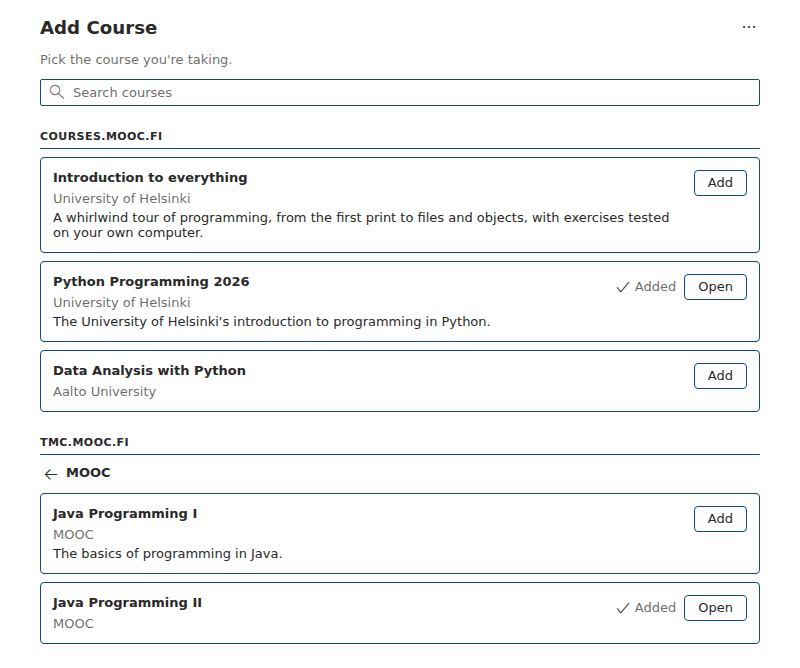 Add Course
...
Pick the course you're taking.
Search courses
COURSES.MOOC.FI
Introduction to everything
Add
University of Helsinki
A whirlwind tour of programming, from the first print to files and objects, with exercises tested
on your own computer.
Python Programming 2026
Added
Open
University of Helsinki
The University of Helsinki's introduction to programming in Python.
Data Analysis with Python
Add
Aalto University
TMC.MOOC.FI
MOOC
Java Programming I
Add
MOOC
The basics of programming in Java.
Java Programming II
Added
Open
MOOC